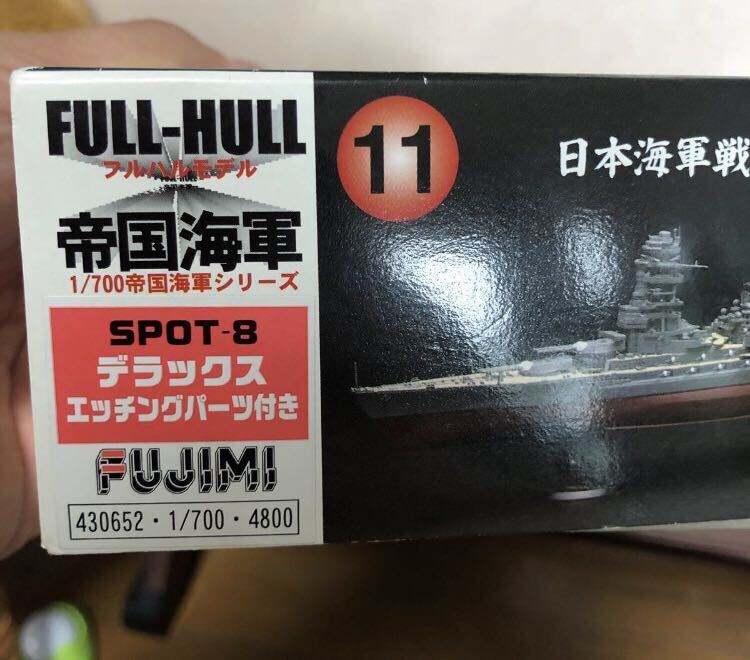 FULL-HULL
フルハルモデル
帝国海軍
1/700帝国海軍シリーズ
SPOT-8
デラックス
エッチングパーツ付き
FUJIMI
430652・1/700・4800
11
日本海軍戦